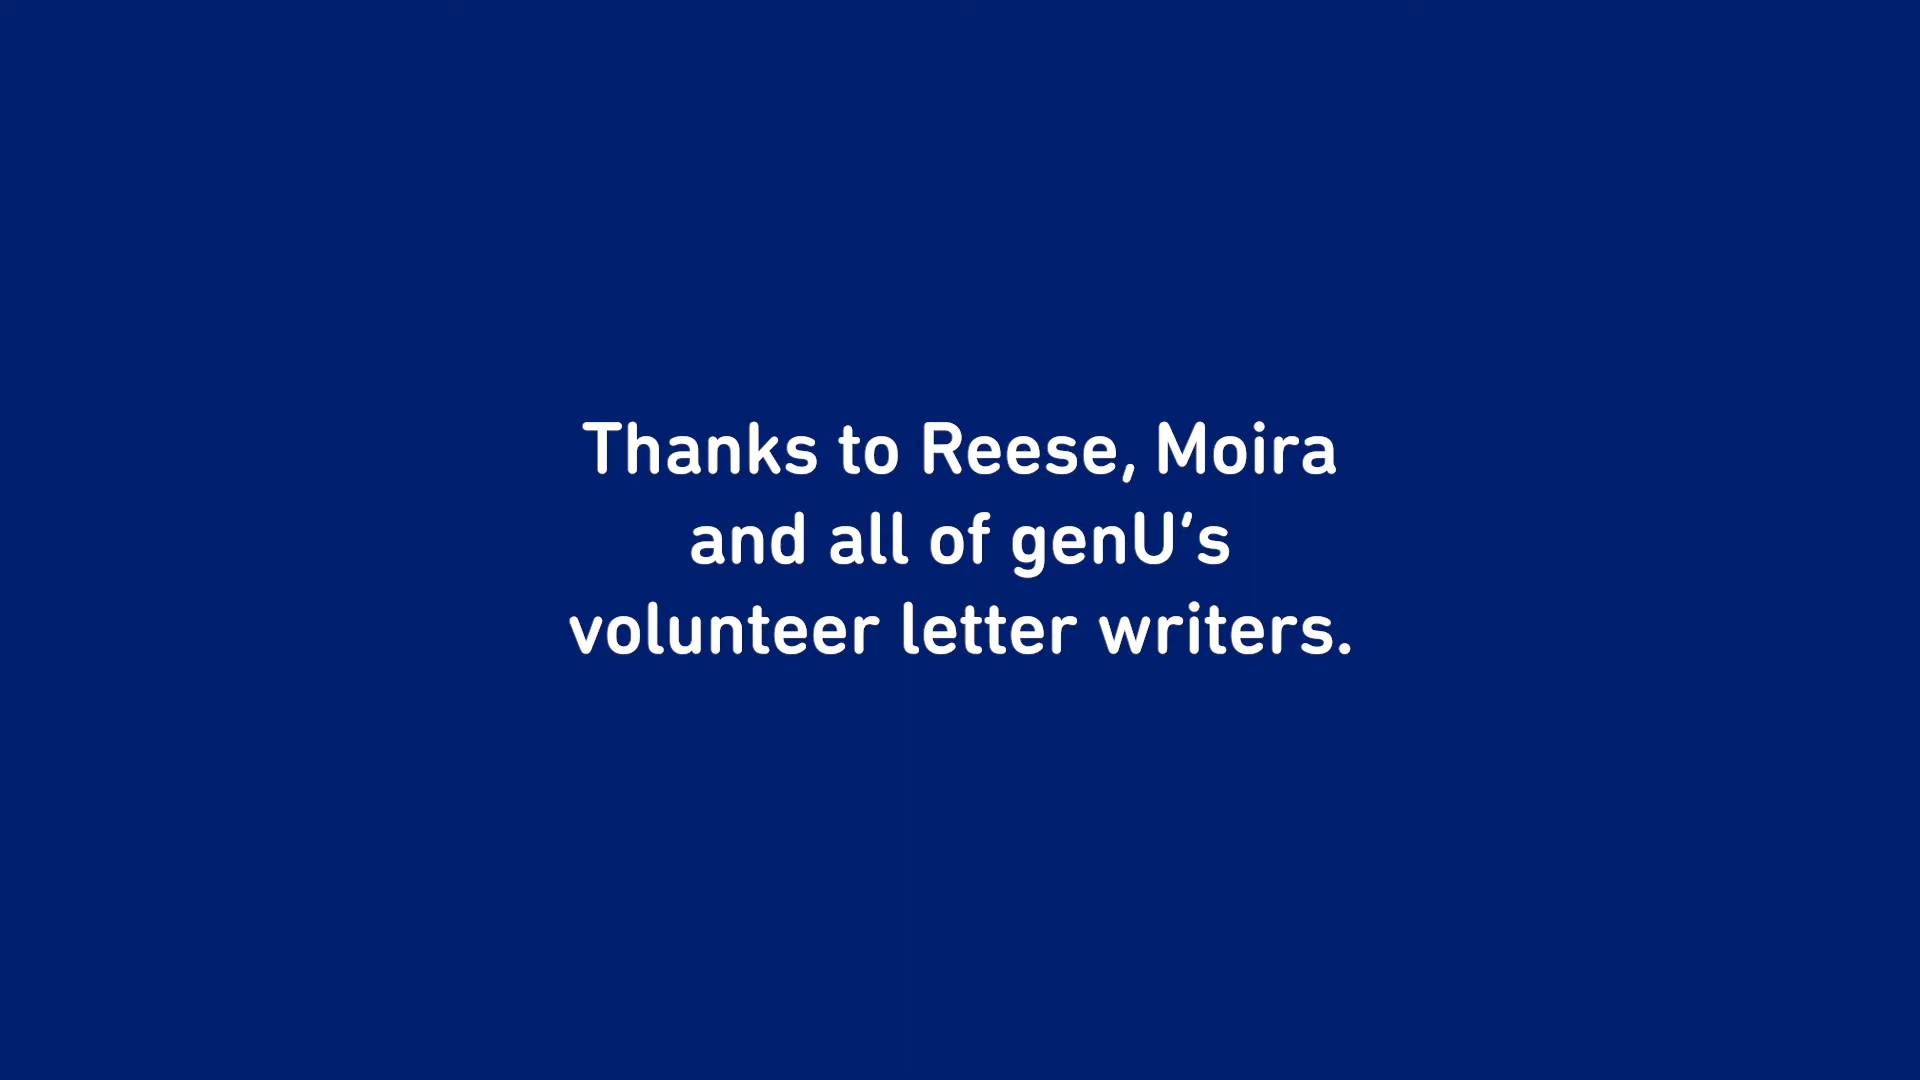 Thanks to Reese, Moira
and all of genU's
volunteer letter writers.